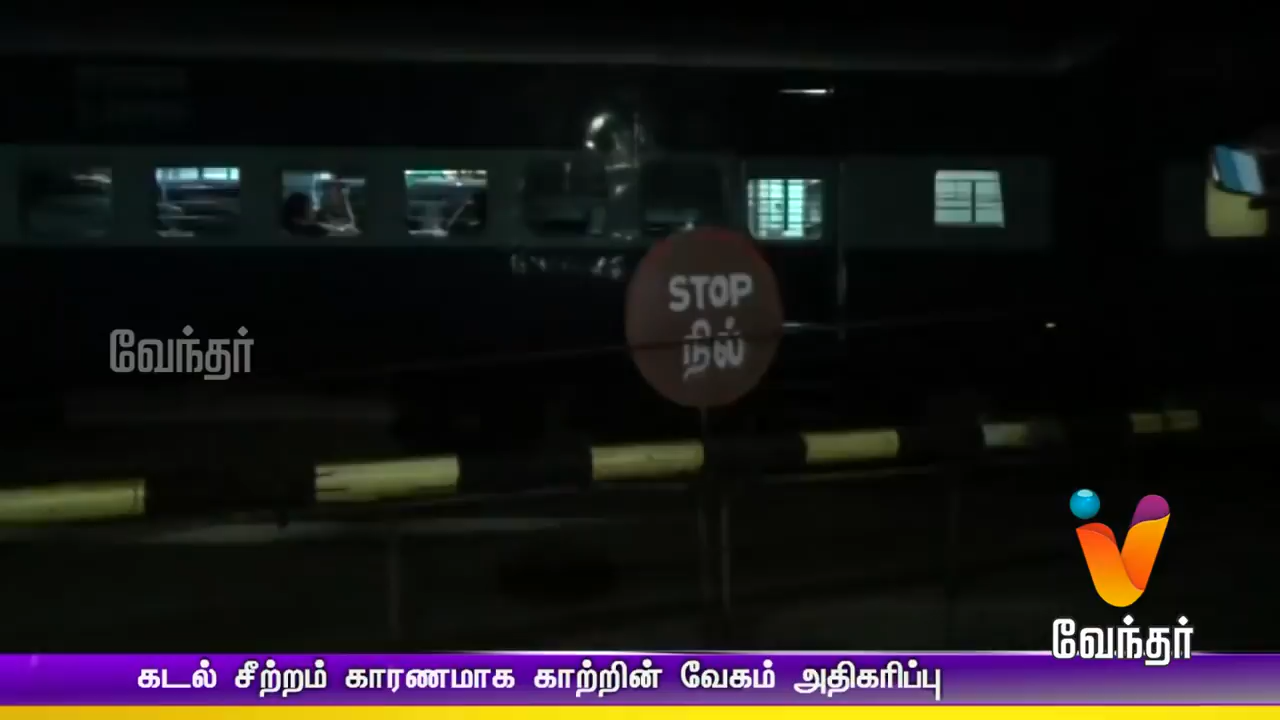 STOP
நில்
வேந்தர்
வேந்தர்
கடல் சீற்றம் காரணமாக காற்றின் வேகம் அதிகரிப்பு